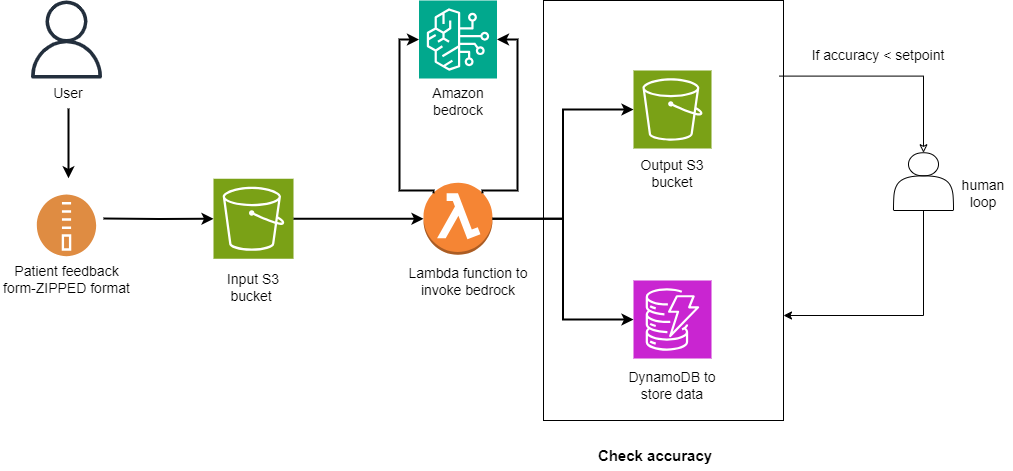 User
Patient feedback
form-ZIPPED format
Input S3
bucket
Amazon
bedrock
Lambda function to
invoke bedrock
Output S3
bucket
DynamoDB to
store data
Check accuracy
If accuracy < setpoint
human
loop